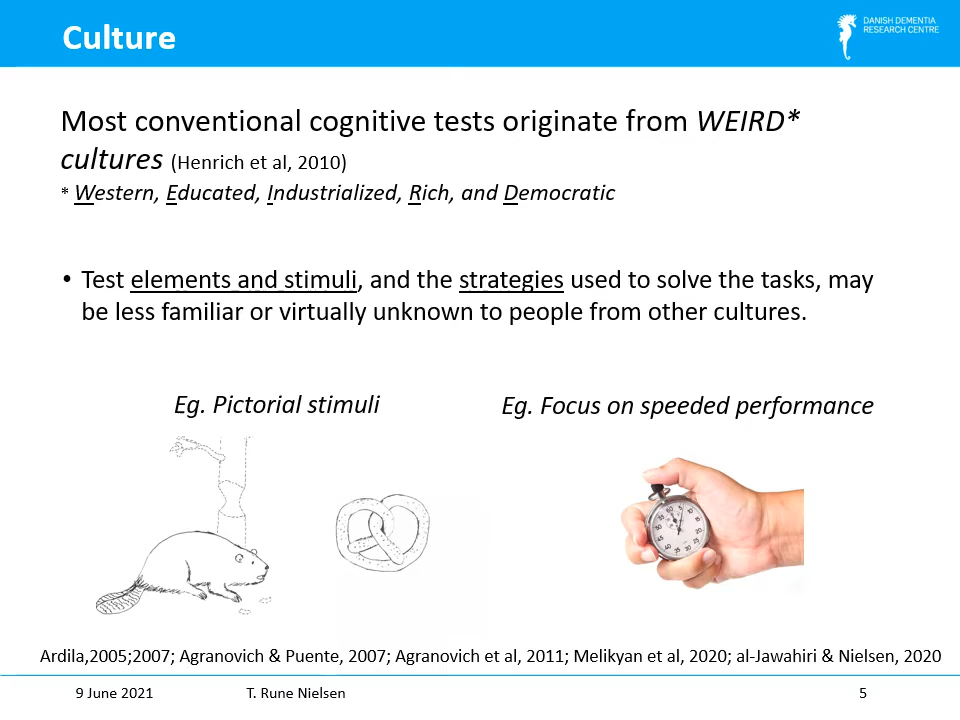 Culture
DANISH DEMENTIA
RESEARCH CENTRE
Most conventional cognitive tests originate from WEIRD*
cultures (Henrich et al, 2010)
* Western, Educated, Industrialized, Rich, and Democratic
• Test elements and stimuli, and the strategies used to solve the tasks, may
be less familiar or virtually unknown to people from other cultures.
Eg. Pictorial stimuli
Eg. Focus on speeded performance
Ardila,2005;2007; Agranovich & Puente, 2007; Agranovich et al, 2011; Melikyan et al, 2020; al-Jawahiri & Nielsen, 2020
9 June 2021
T. Rune Nielsen
5